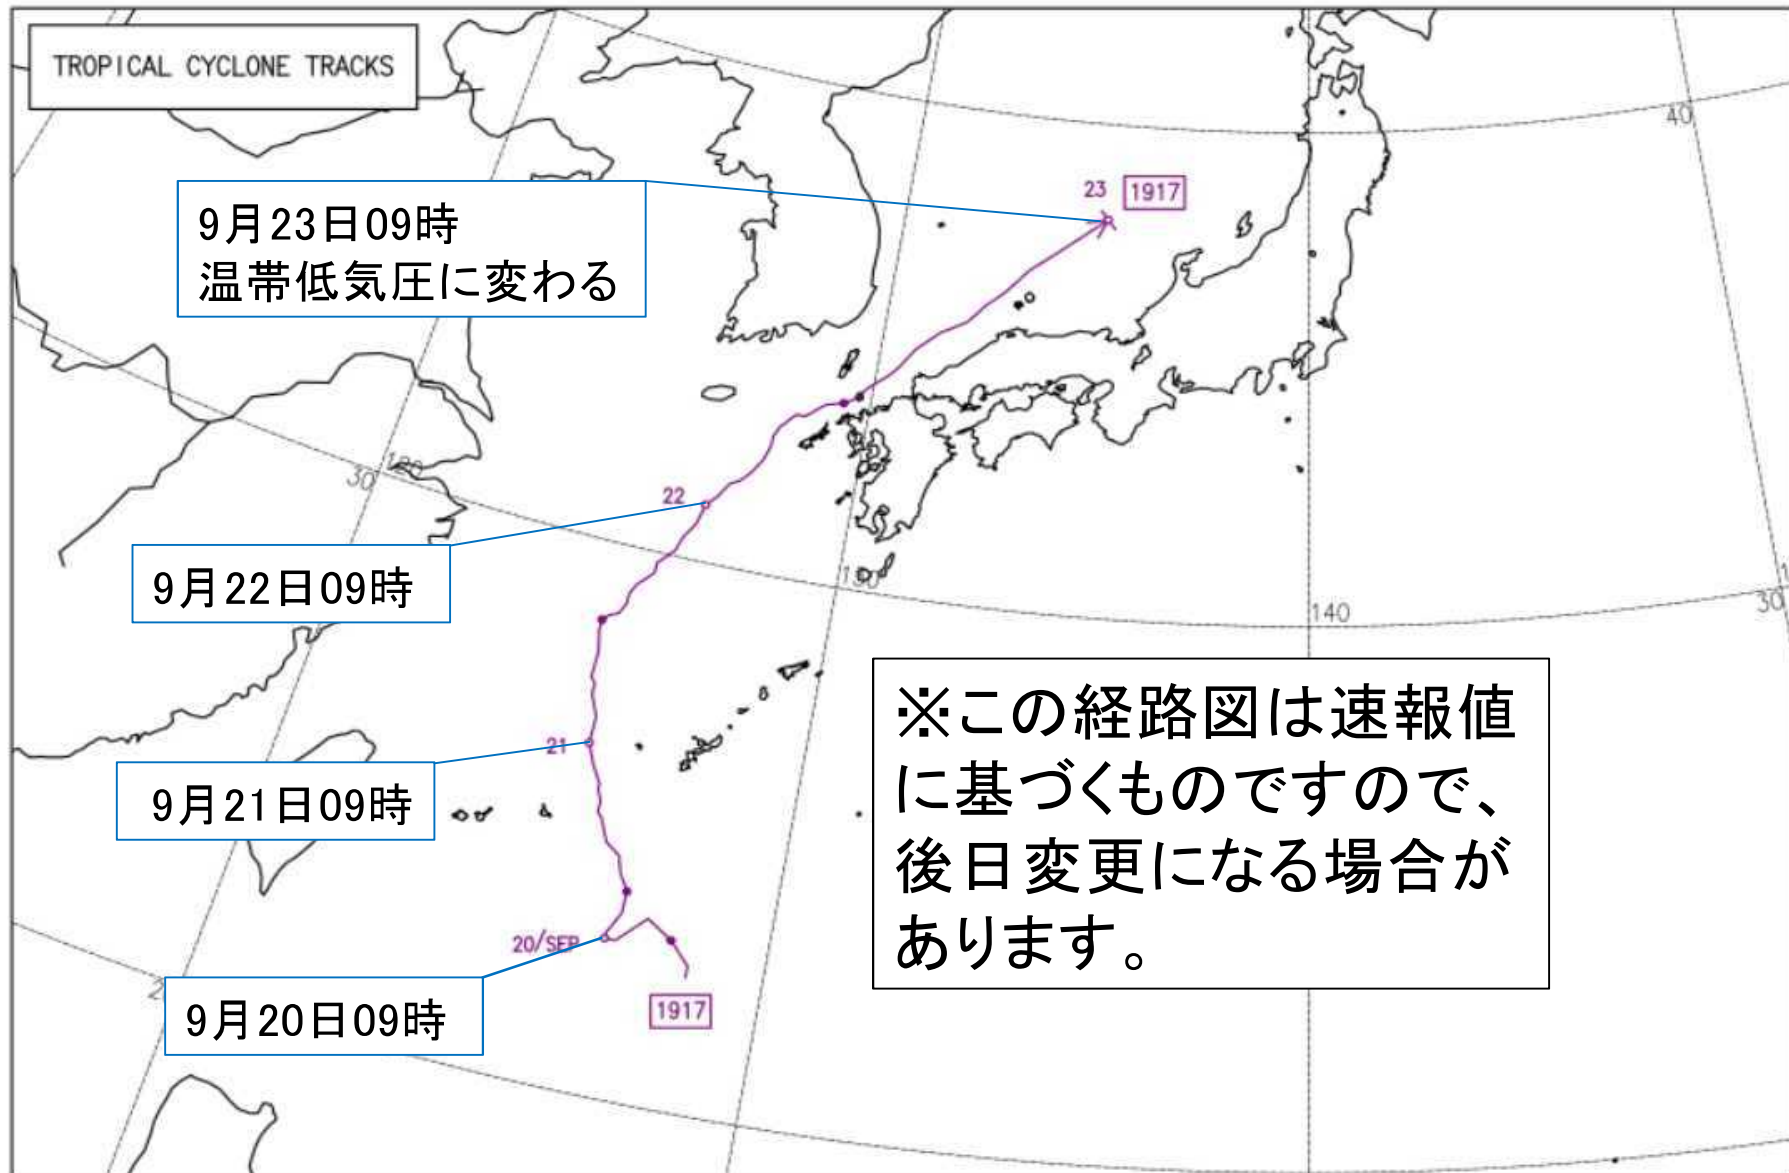 TROPICAL CYCLONE TRACKS
40
23 1917
9月23日09時
温帯低気圧に変わる
120
30
22
9月22日09時
130
140
30
※この経路図は速報値
に基づくものですので、
後日変更になる場合が
あります。
21
9月21日09時
20/SEP
9月20日09時
1917